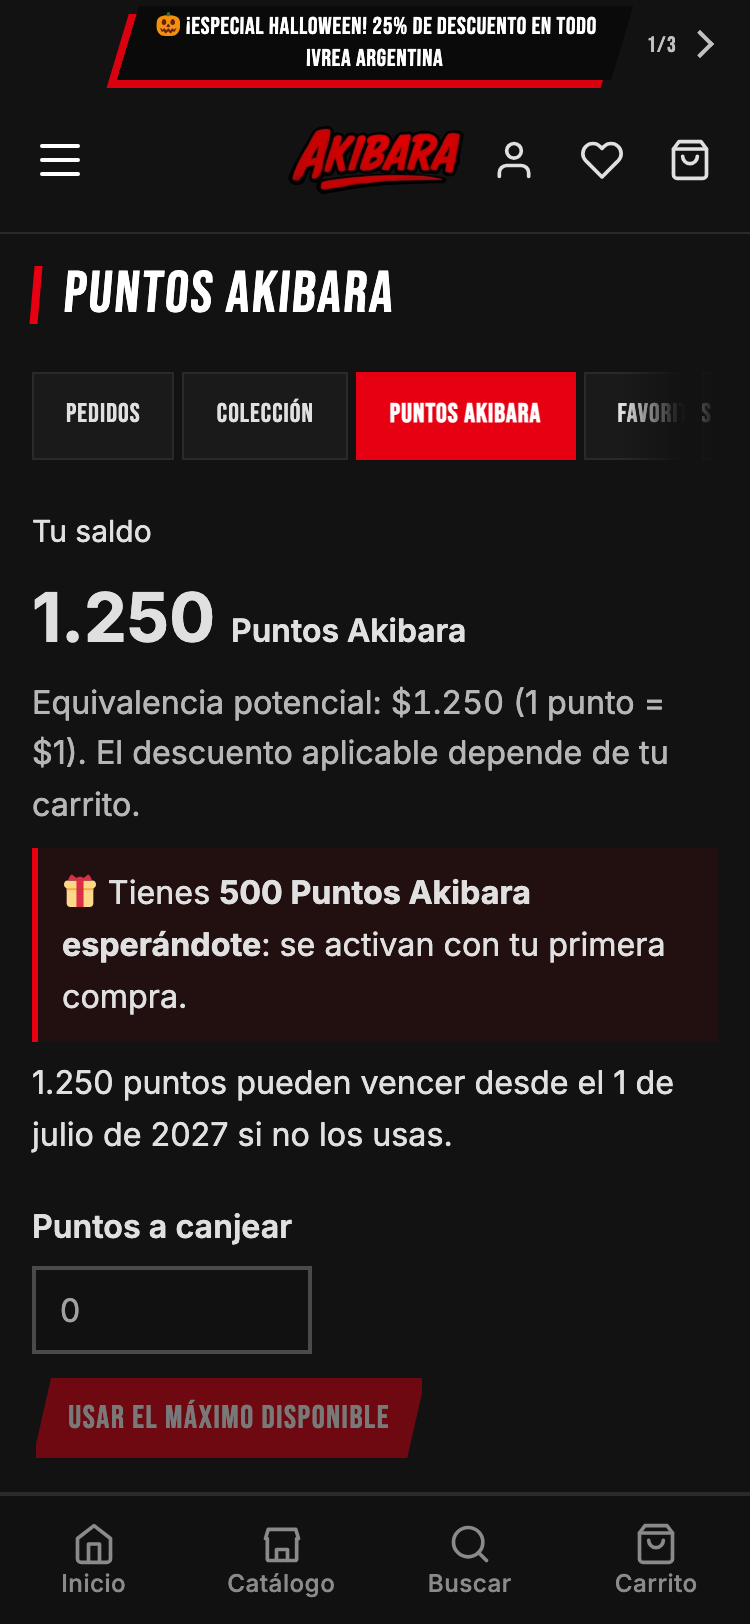 🎃 ¡ESPECIAL HALLOWEEN! 25% DE DESCUENTO EN TODO
IVREA ARGENTINA
1/3
AKIBARA
PUNTOS AKIBARA
PEDIDOS
COLECCIÓN
PUNTOS AKIBARA
Tu saldo
1.250 Puntos Akibara
Equivalencia potencial: $1.250 (1 punto =
$1). El descuento aplicable depende de tu
carrito.
🎁 Tienes 500 Puntos Akibara
esperándote: se activan con tu primera
compra.
1.250 puntos pueden vencer desde el 1 de
julio de 2027 si no los usas.
Puntos a canjear
0
USAR EL MÁXIMO DISPONIBLE
Inicio
Catálogo
Buscar
Carrito